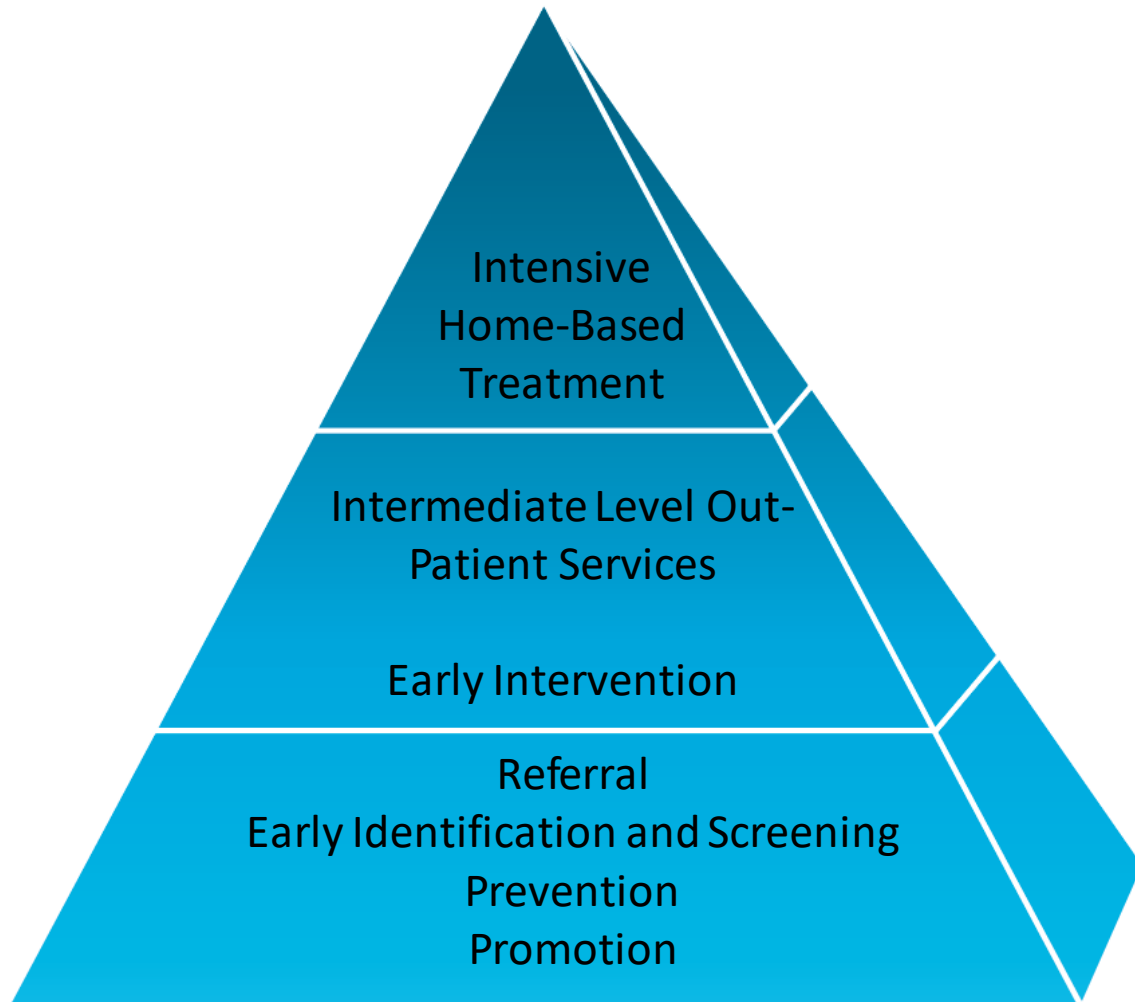 Intensive
Home-Based
Treatment
Intermediate Level Out-
Patient Services
Early Intervention
Referral
Early Identification and Screening
Prevention
Promotion